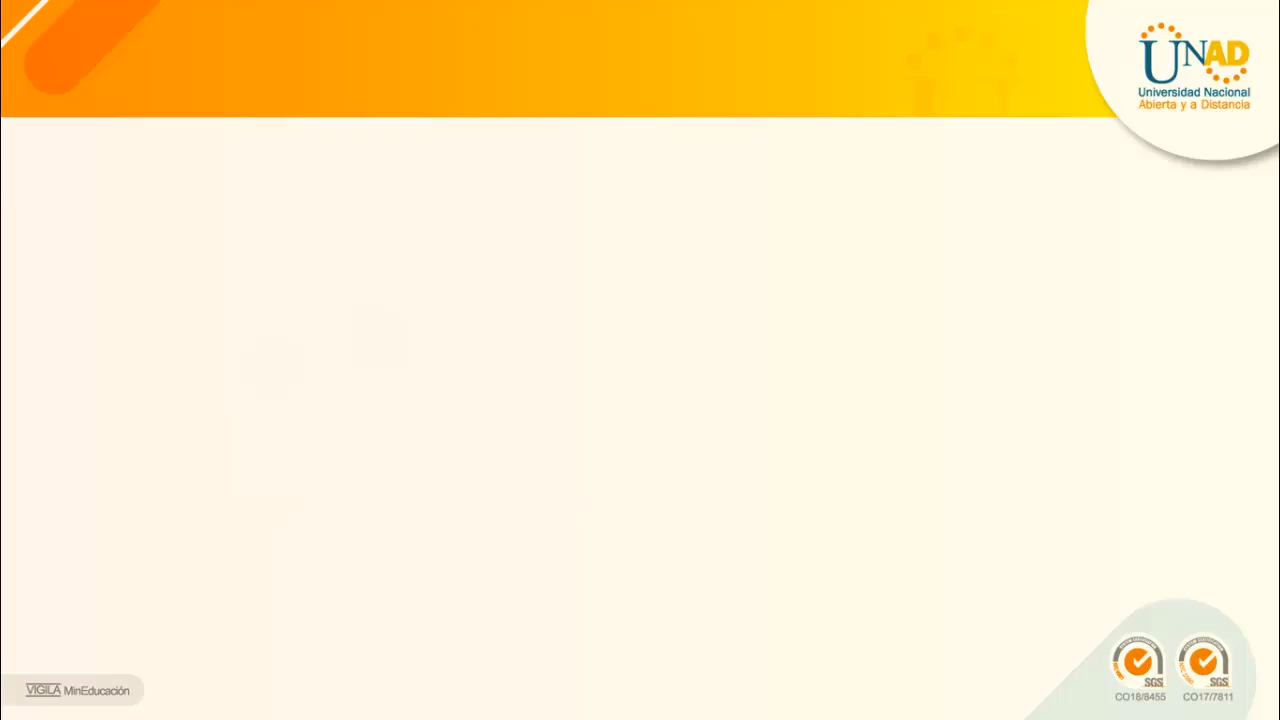 UNAD
Universidad Nacional
Abierta y a Distancia
VIGILA MinEducación
SGS
SGS
CO18/8455
CO17/7811